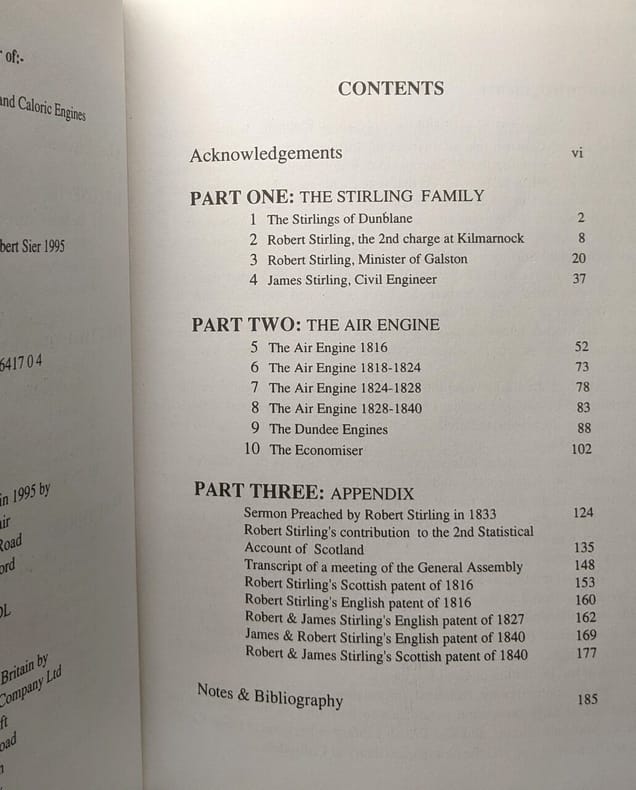 of:-
and Caloric Engines
bert Sier 1995
6417 0 4
in 1995 by
Road
Britain by
Company Ltd
CONTENTS
Acknowledgements vi
PART ONE: THE STIRLING FAMILY
1 The Stirlings of Dunblane 2
2 Robert Stirling, the 2nd charge at Kilmarnock 8
3 Robert Stirling, Minister of Galston 20
4 James Stirling, Civil Engineer 37
PART TWO: THE AIR ENGINE
5 The Air Engine 1816 52
6 The Air Engine 1818-1824 73
7 The Air Engine 1824-1828 78
8 The Air Engine 1828-1840 83
9 The Dundee Engines 88
10 The Economiser 102
PART THREE: APPENDIX
Sermon Preached by Robert Stirling in 1833 124
Robert Stirling's contribution to the 2nd Statistical
Account of Scotland 135
Transcript of a meeting of the General Assembly 148
Robert Stirling's Scottish patent of 1816 153
Robert Stirling's English patent of 1816 160
Robert & James Stirling's English patent of 1827 162
James & Robert Stirling's English patent of 1840 169
Robert & James Stirling's Scottish patent of 1840 177
Notes & Bibliography 185